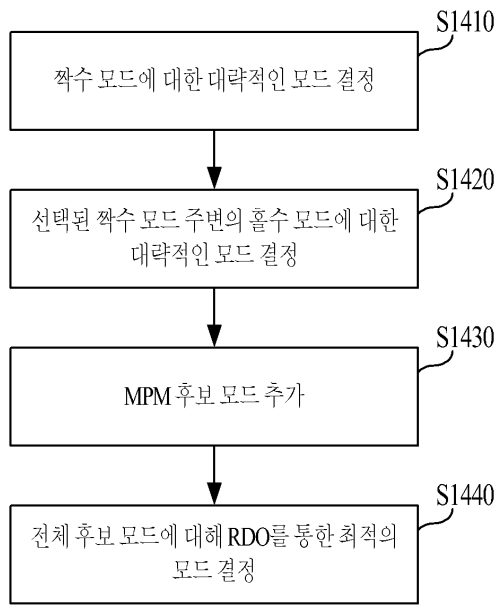 S1410
짝수 모드에 대한 대략적인 모드 결정
S1420
선택된 짝수 모드 주변의 홀수 모드에 대한
대략적인 모드 결정
S1430
MPM 후보 모드 추가
S1440
전체 후보 모드에 대해 RDO를 통한 최적의
모드 결정